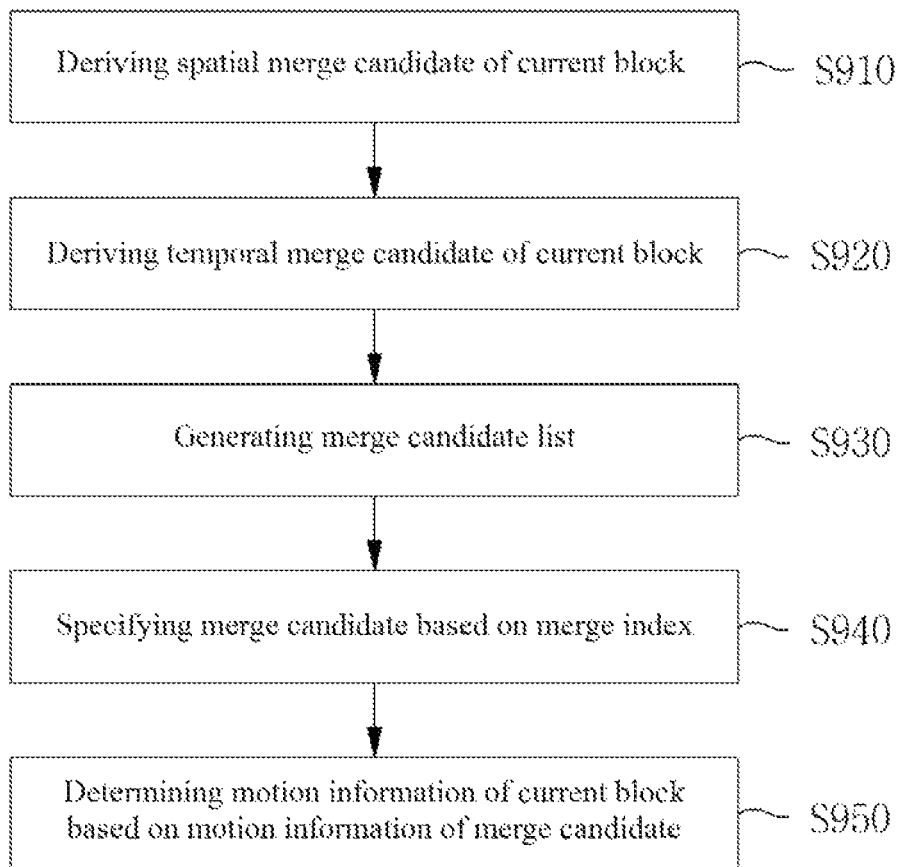 Deriving spatial merge candidate of current block
S910
Deriving temporal merge candidate of current block
S920
Generating merge candidate list
S930
Specifying merge candidate based on merge index
S940
Determining motion information of current block
based on motion information of merge candidate
S950